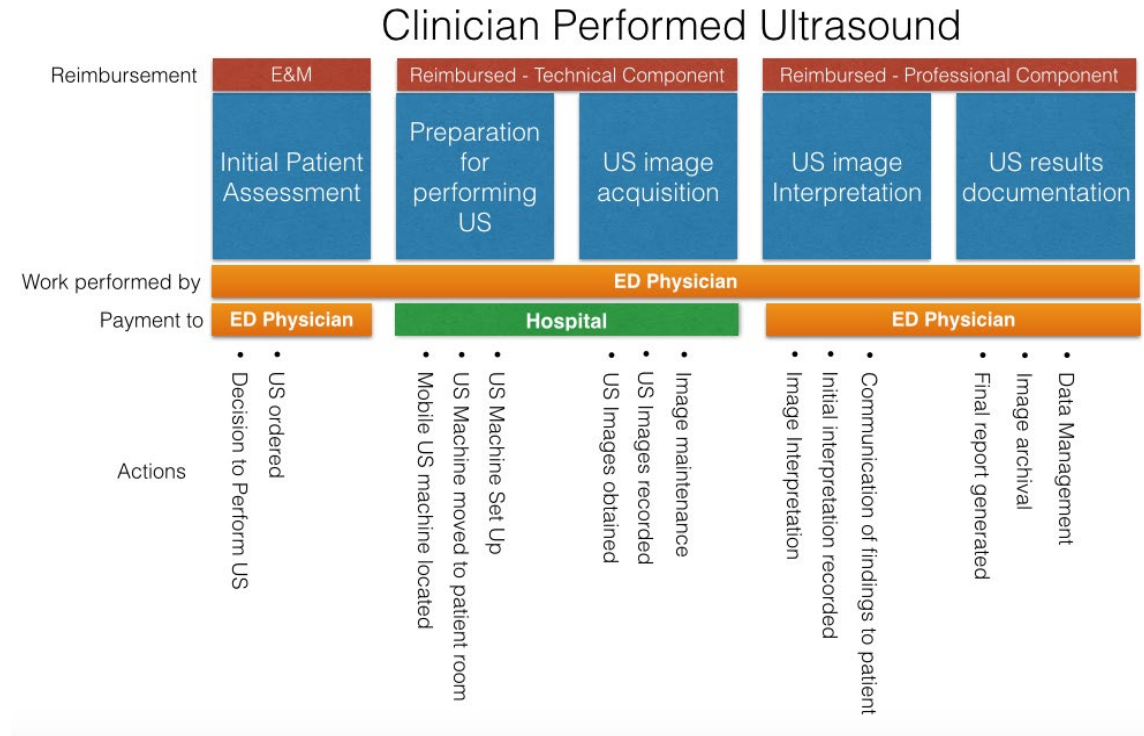 Clinician Performed Ultrasound
Reimbursement
E&M
Reimbursed - Technical Component
Reimbursed - Professional Component
Initial Patient
Assessment
Preparation
for
performing
US
US image
acquisition
US image
Interpretation
US results
documentation
Work performed by
ED Physician
Payment to
ED Physician
Hospital
ED Physician
Actions
• Decision to Perform US
• US ordered
• Mobile US machine located
• US Machine moved to patient room
• US Machine Set Up
• US Images obtained
• US Images recorded
• Image maintenance
• Image Interpretation
• Initial interpretation recorded
• Communication of findings to patient
• Final report generated
• Image archival
• Data Management